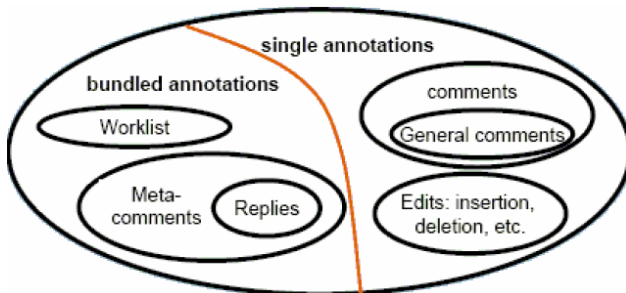 single annotations
bundled annotations
Worklist
Meta-
comments
Replies
comments
General comments
Edits: insertion,
deletion, etc.